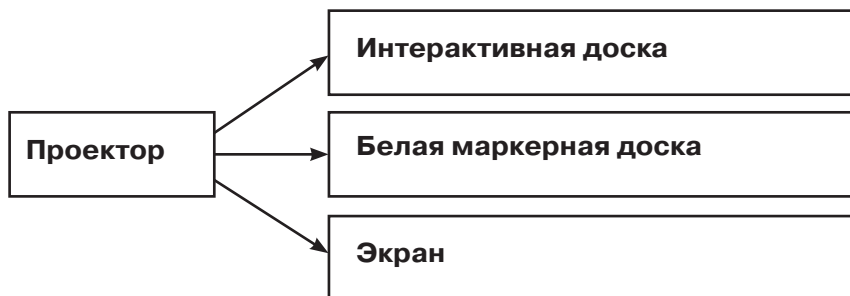 Интерактивная доска
Проектор
Белая маркерная доска
Экран